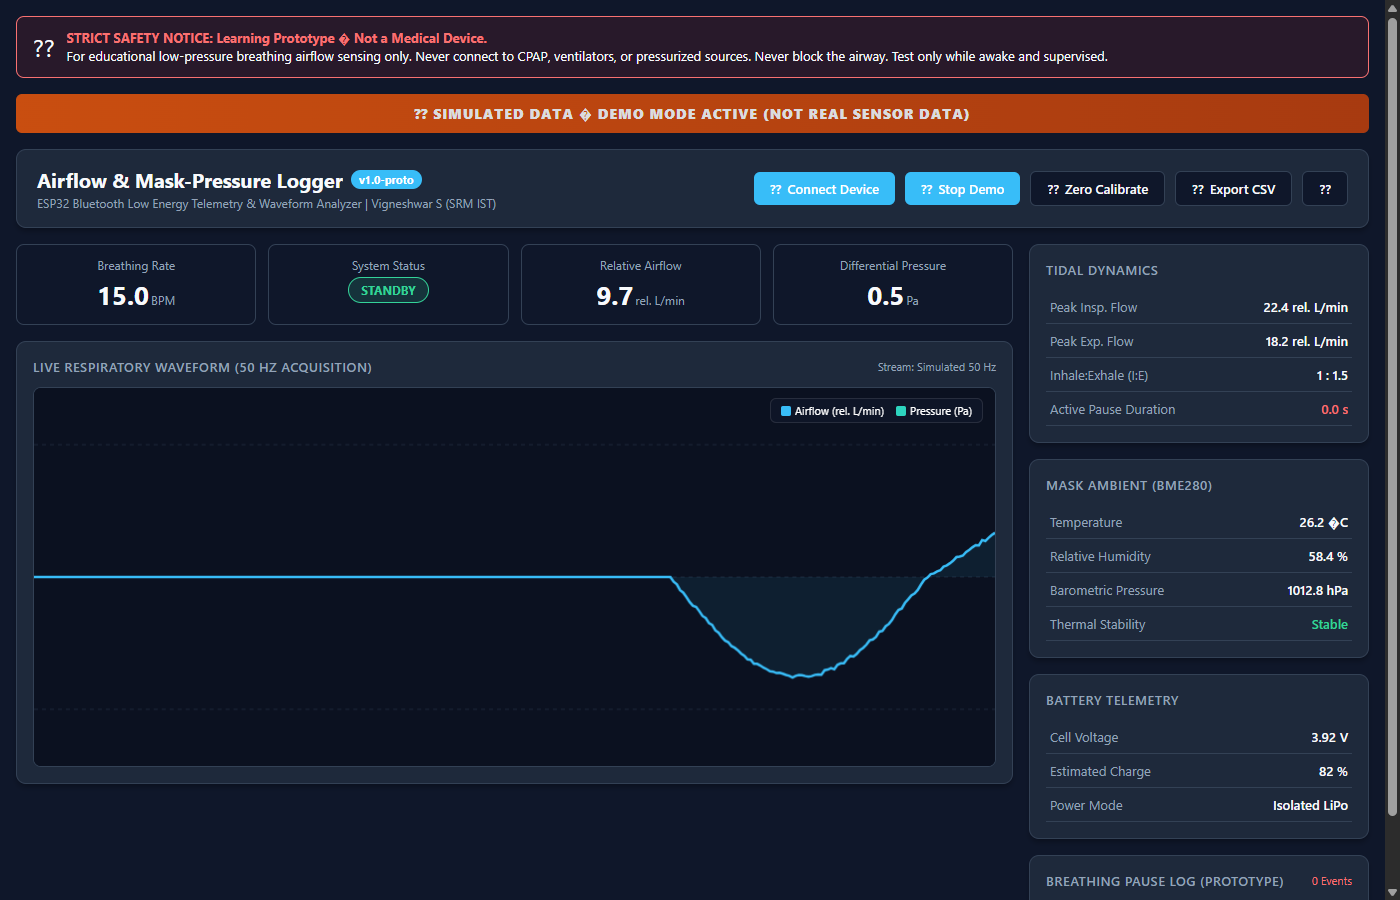 ??
STRICT SAFETY NOTICE: Learning Prototype � Not a Medical Device.
For educational low-pressure breathing airflow sensing only. Never connect to CPAP, ventilators, or pressurized sources. Never block the airway. Test only while awake and supervised.
?? SIMULATED DATA � DEMO MODE ACTIVE (NOT REAL SENSOR DATA)
Airflow & Mask-Pressure Logger v1.0-proto
ESP32 Bluetooth Low Energy Telemetry & Waveform Analyzer | Vigneshwar S (SRM IST)
?? Connect Device
?? Stop Demo
?? Zero Calibrate
?? Export CSV
??
Breathing Rate
15.0 BPM
System Status
STANDBY
Relative Airflow
9.7 rel. L/min
Differential Pressure
0.5 Pa
LIVE RESPIRATORY WAVEFORM (50 HZ ACQUISITION)
Stream: Simulated 50 Hz
Airflow (rel. L/min)
Pressure (Pa)
TIDAL DYNAMICS
Peak Insp. Flow 22.4 rel. L/min
Peak Exp. Flow 18.2 rel. L/min
Inhale:Exhale (I:E) 1 : 1.5
Active Pause Duration 0.0 s
MASK AMBIENT (BME280)
Temperature 26.2 �C
Relative Humidity 58.4 %
Barometric Pressure 1012.8 hPa
Thermal Stability Stable
BATTERY TELEMETRY
Cell Voltage 3.92 V
Estimated Charge 82 %
Power Mode Isolated LiPo
BREATHING PAUSE LOG (PROTOTYPE) 0 Events